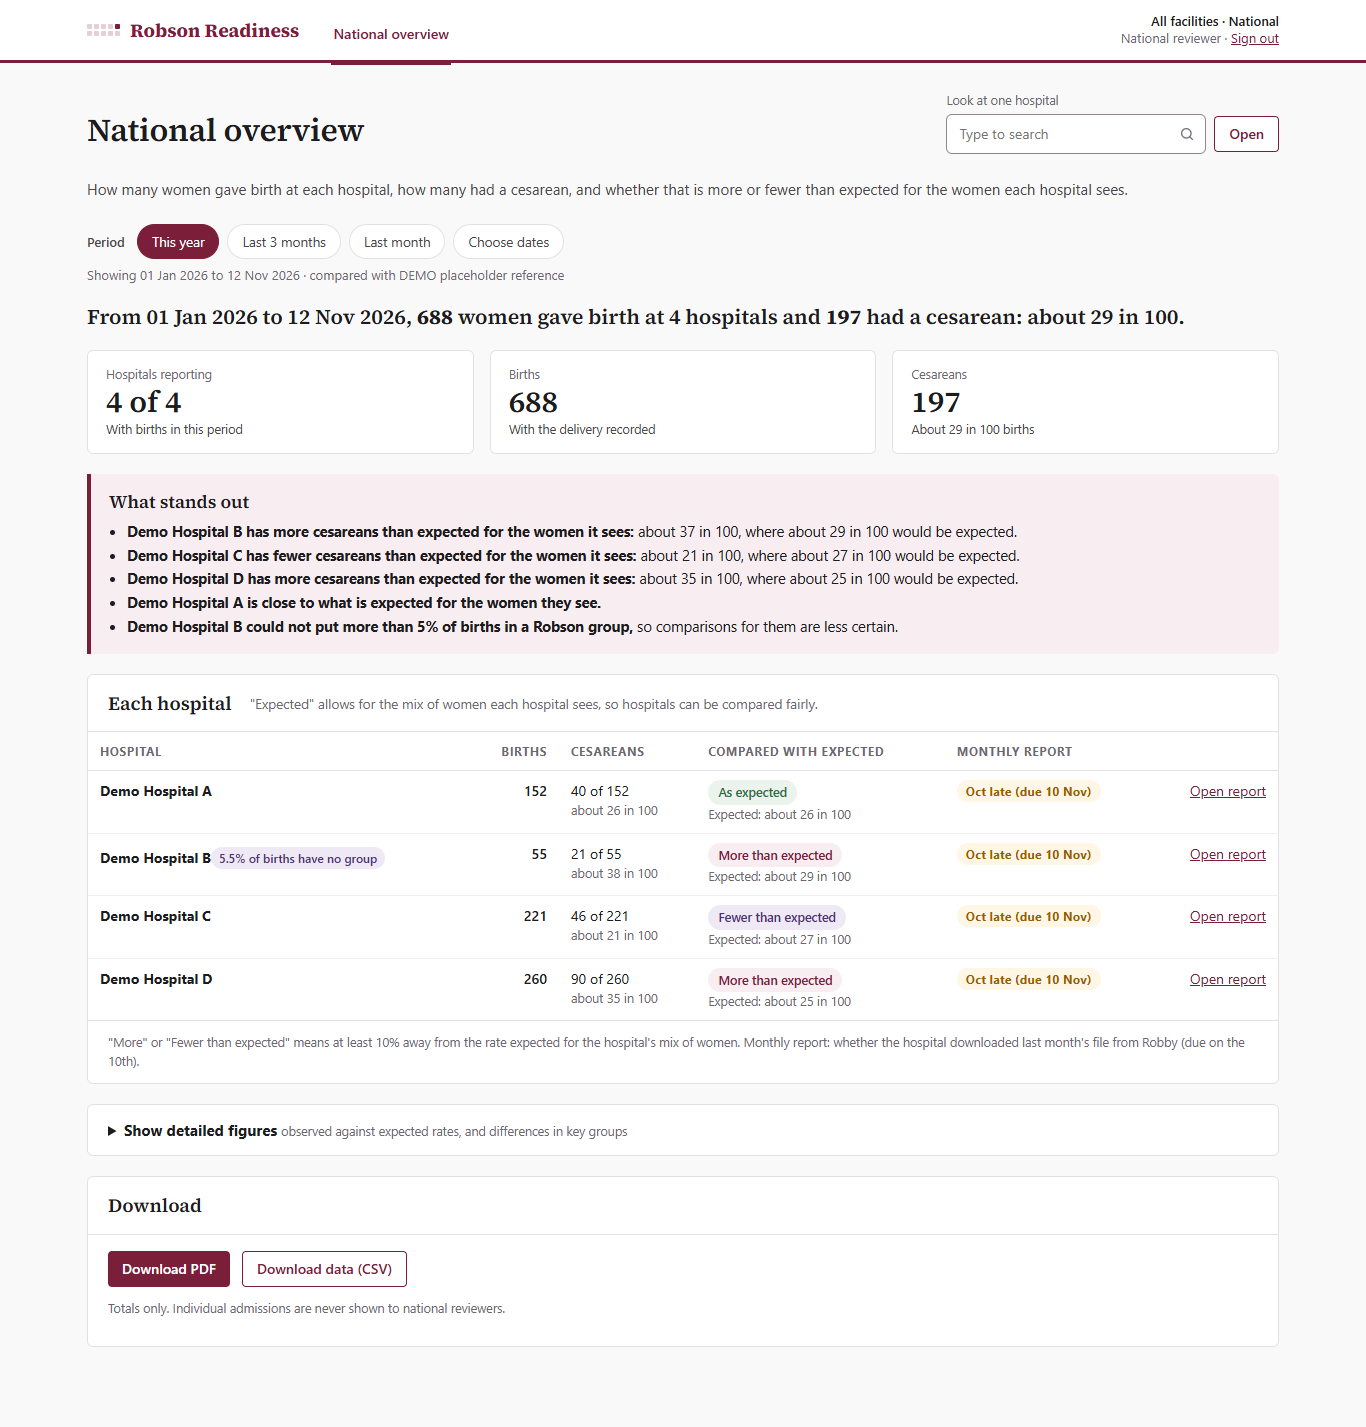 Robson Readiness
National overview
All facilities · National
National reviewer · Sign out
National overview
Look at one hospital
Type to search
Open
How many women gave birth at each hospital, how many had a cesarean, and whether that is more or fewer than expected for the women each hospital sees.
Period This year Last 3 months Last month Choose dates
Showing 01 Jan 2026 to 12 Nov 2026 · compared with DEMO placeholder reference
From 01 Jan 2026 to 12 Nov 2026, 688 women gave birth at 4 hospitals and 197 had a cesarean: about 29 in 100.
Hospitals reporting
4 of 4
With births in this period
Births
688
With the delivery recorded
Cesareans
197
About 29 in 100 births
What stands out
• Demo Hospital B has more cesareans than expected for the women it sees: about 37 in 100, where about 29 in 100 would be expected.
• Demo Hospital C has fewer cesareans than expected for the women it sees: about 21 in 100, where about 27 in 100 would be expected.
• Demo Hospital D has more cesareans than expected for the women it sees: about 35 in 100, where about 25 in 100 would be expected.
• Demo Hospital A is close to what is expected for the women they see.
• Demo Hospital B could not put more than 5% of births in a Robson group, so comparisons for them are less certain.
Each hospital "Expected" allows for the mix of women each hospital sees, so hospitals can be compared fairly.
HOSPITAL BIRTHS CESAREANS COMPARED WITH EXPECTED MONTHLY REPORT
Demo Hospital A 152 40 of 152 As expected Oct late (due 10 Nov) Open report
about 26 in 100 Expected: about 26 in 100
Demo Hospital B 5.5% of births have no group 55 21 of 55 More than expected Oct late (due 10 Nov) Open report
about 38 in 100 Expected: about 29 in 100
Demo Hospital C 221 46 of 221 Fewer than expected Oct late (due 10 Nov) Open report
about 21 in 100 Expected: about 27 in 100
Demo Hospital D 260 90 of 260 More than expected Oct late (due 10 Nov) Open report
about 35 in 100 Expected: about 25 in 100
"More" or "Fewer than expected" means at least 10% away from the rate expected for the hospital's mix of women. Monthly report: whether the hospital downloaded last month's file from Robby (due on the
10th).
Show detailed figures observed against expected rates, and differences in key groups
Download
Download PDF Download data (CSV)
Totals only. Individual admissions are never shown to national reviewers.